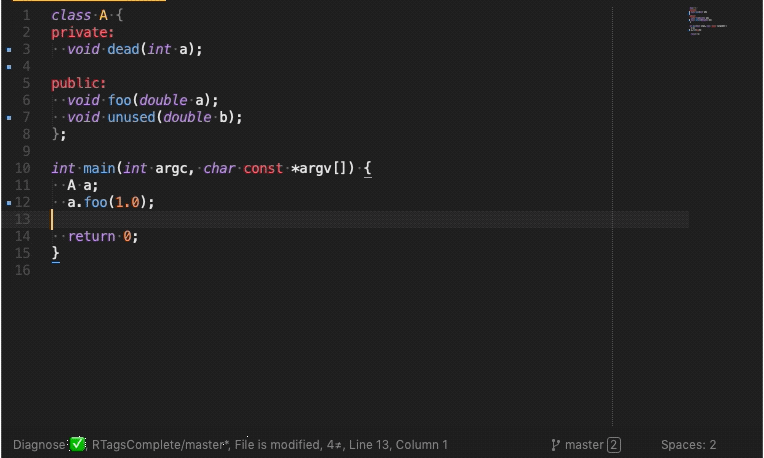 1 class A {
2 private:
3 void dead(int a);
4
5 public:
6 void foo(double a);
7 void unused(double b);
8 };
9
10 int main(int argc, char const *argv[]) {
11 A a;
12 a.foo(1.0);
13
14 return 0;
15 }
16
Diagnose ✅, RTagsComplete/master*, File is modified, 4≠, Line 13, Column 1 master 2 Spaces: 2